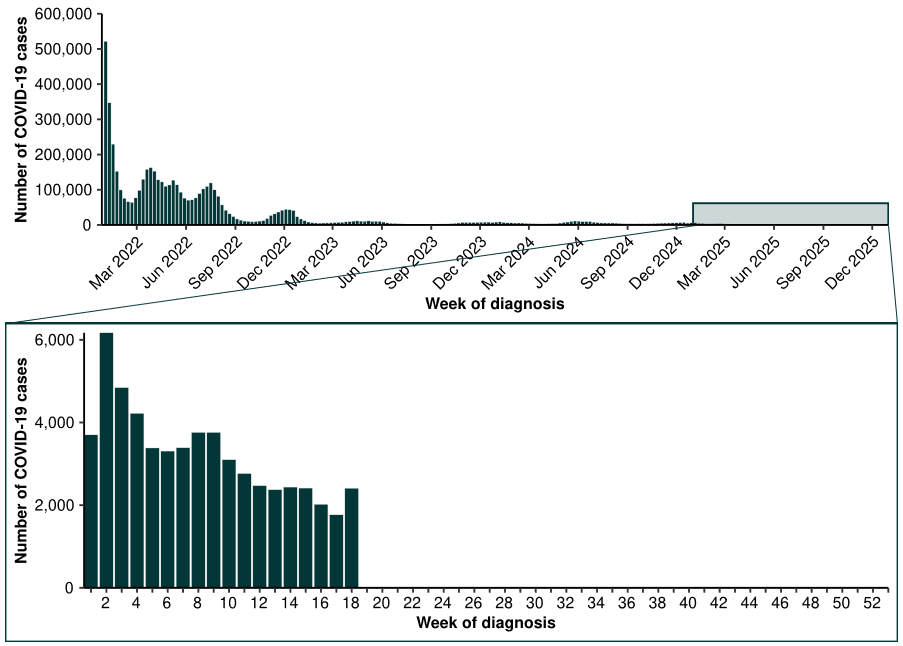 Number of COVID-19 cases
600,000
500,000
400,000
300,000
200,000
100,000
0
Mar 2022
Jun 2022
Sep 2022
Dec 2022
Mar 2023
Jun 2023
Sep 2023
Dec 2023
Mar 2024
Jun 2024
Sep 2024
Dec 2024
Mar 2025
Jun 2025
Sep 2025
Dec 2025
Week of diagnosis
Number of COVID-19 cases
6,000
4,000
2,000
0
2 4 6 8 10 12 14 16 18 20 22 24 26 28 30 32 34 36 38 40 42 44 46 48 50 52
Week of diagnosis